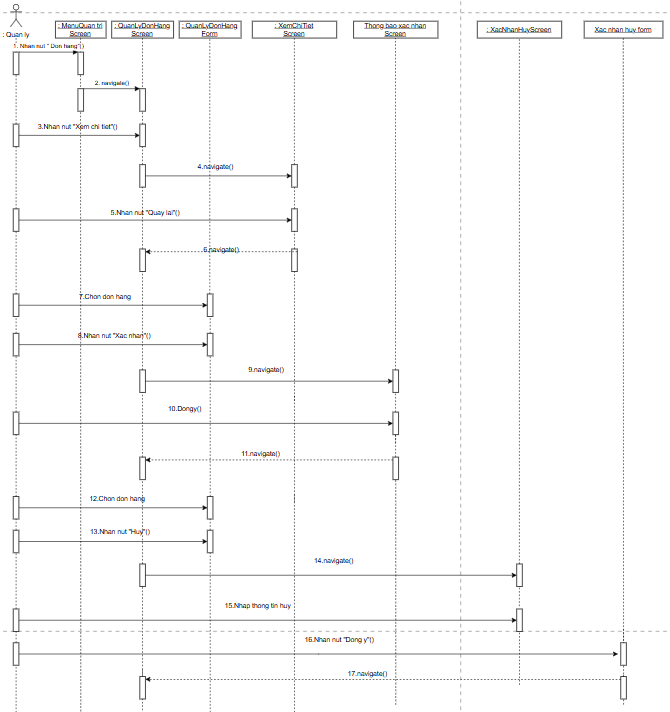 : Quan ly
: MenuQuan tri
Screen
: QuanLyDonHang
Screen
: QuanLyDonHang
Form
: XemChiTiet
Screen
Thong bao xac nhan
Screen
: XacNhanHuyScreen
Xac nhan huy form
1. Nhan nut " Don hang"()
2. navigate()
3.Nhan nut "Xem chi tiet"()
4.navigate()
5.Nhan nut "Quay lai"()
6.navigate()
7.Chon don hang
8.Nhan nut "Xac nhan"()
9.navigate()
10.Dongy()
11.navigate()
12.Chon don hang
13.Nhan nut "Huy"()
14.navigate()
15.Nhap thong tin huy
16.Nhan nut "Dong y"()
17.navigate()